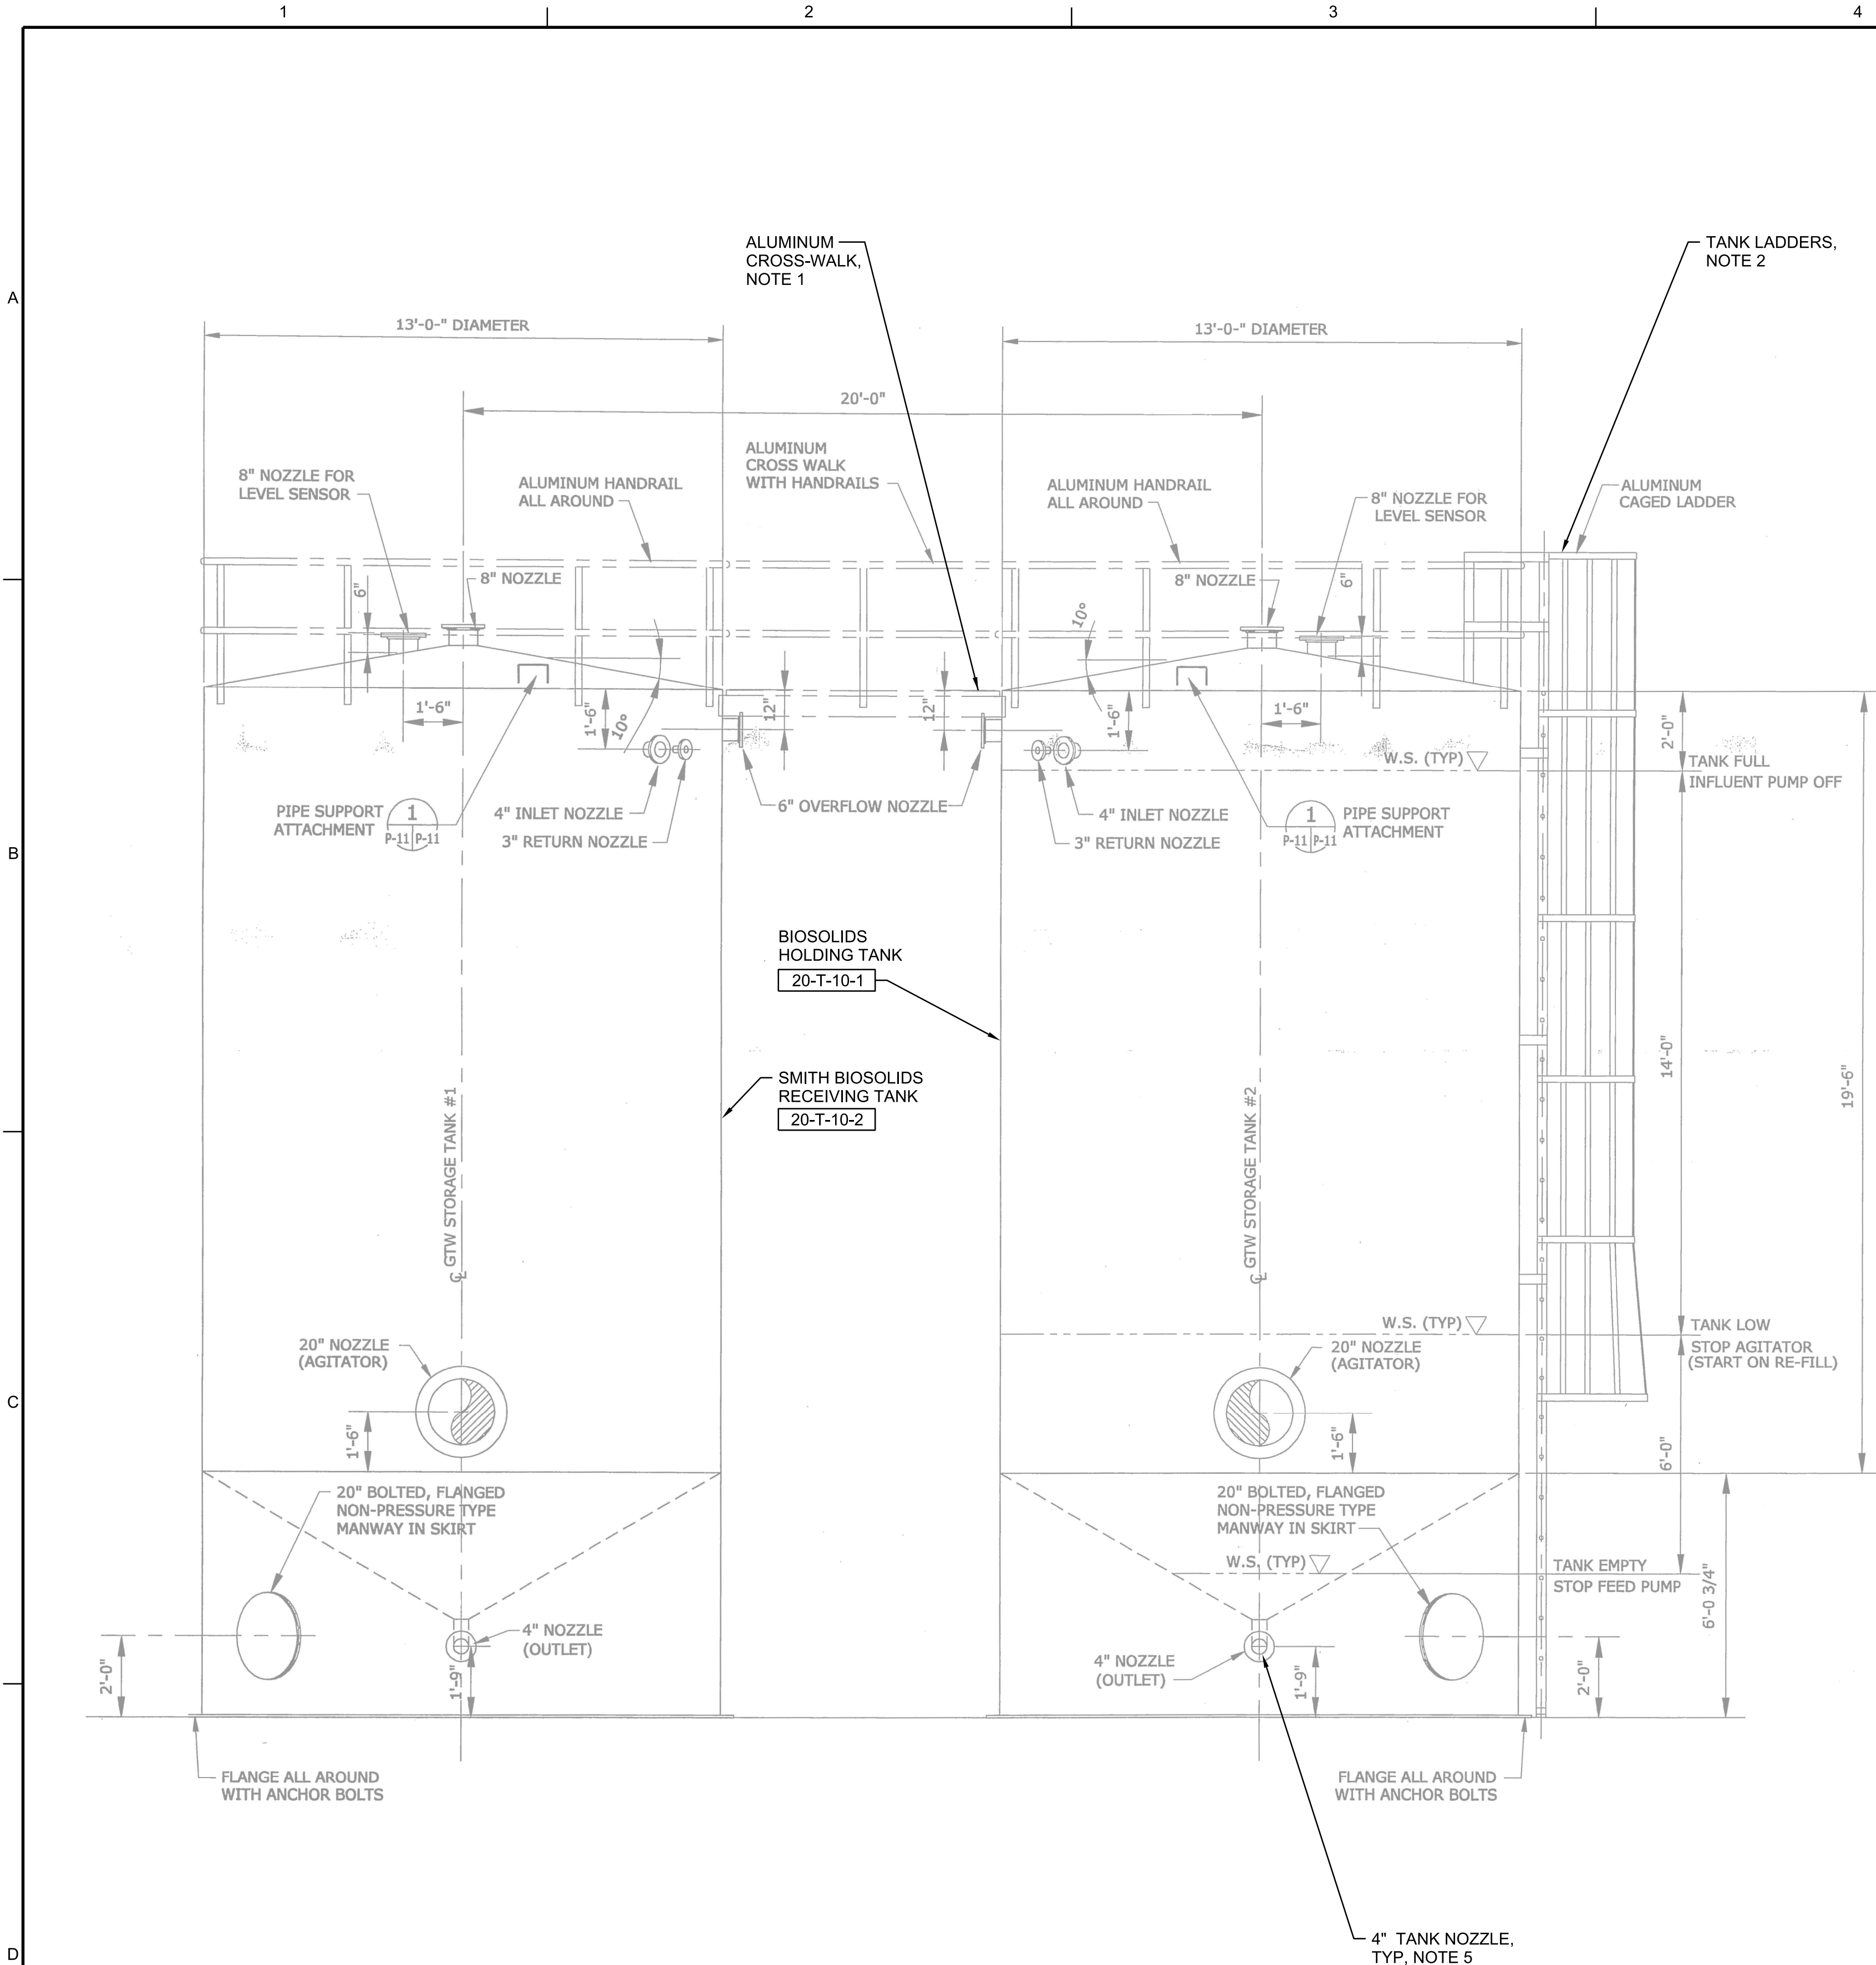 1
2
3
4
A
B
C
D
ALUMINUM
CROSS-WALK,
NOTE 1
TANK LADDERS,
NOTE 2
13'-0-" DIAMETER
13'-0-" DIAMETER
20'-0"
8" NOZZLE FOR
LEVEL SENSOR
ALUMINUM HANDRAIL
ALL AROUND
ALUMINUM
CROSS WALK
WITH HANDRAILS
ALUMINUM HANDRAIL
ALL AROUND
8" NOZZLE FOR
LEVEL SENSOR
ALUMINUM
CAGED LADDER
6"
8" NOZZLE
8" NOZZLE
6"
10°
10°
1'-6"
1'-6"
12"
12"
1'-6"
1'-6"
2'-0"
W.S. (TYP)
TANK FULL
INFLUENT PUMP OFF
PIPE SUPPORT
ATTACHMENT
1
P-11
P-11
4" INLET NOZZLE
3" RETURN NOZZLE
6" OVERFLOW NOZZLE
4" INLET NOZZLE
3" RETURN NOZZLE
1
P-11
P-11
PIPE SUPPORT
ATTACHMENT
BIOSOLIDS
HOLDING TANK
20-T-10-1
SMITH BIOSOLIDS
RECEIVING TANK
20-T-10-2
14'-0"
19'-6"
℄ GTW STORAGE TANK #1
℄ GTW STORAGE TANK #2
W.S. (TYP)
TANK LOW
STOP AGITATOR
(START ON RE-FILL)
20" NOZZLE
(AGITATOR)
20" NOZZLE
(AGITATOR)
1'-6"
1'-6"
6'-0"
20" BOLTED, FLANGED
NON-PRESSURE TYPE
MANWAY IN SKIRT
20" BOLTED, FLANGED
NON-PRESSURE TYPE
MANWAY IN SKIRT
W.S. (TYP)
TANK EMPTY
STOP FEED PUMP
6'-0 3/4"
4" NOZZLE
(OUTLET)
4" NOZZLE
(OUTLET)
2'-0"
1'-9"
1'-9"
2'-0"
FLANGE ALL AROUND
WITH ANCHOR BOLTS
FLANGE ALL AROUND
WITH ANCHOR BOLTS
4" TANK NOZZLE,
TYP, NOTE 5